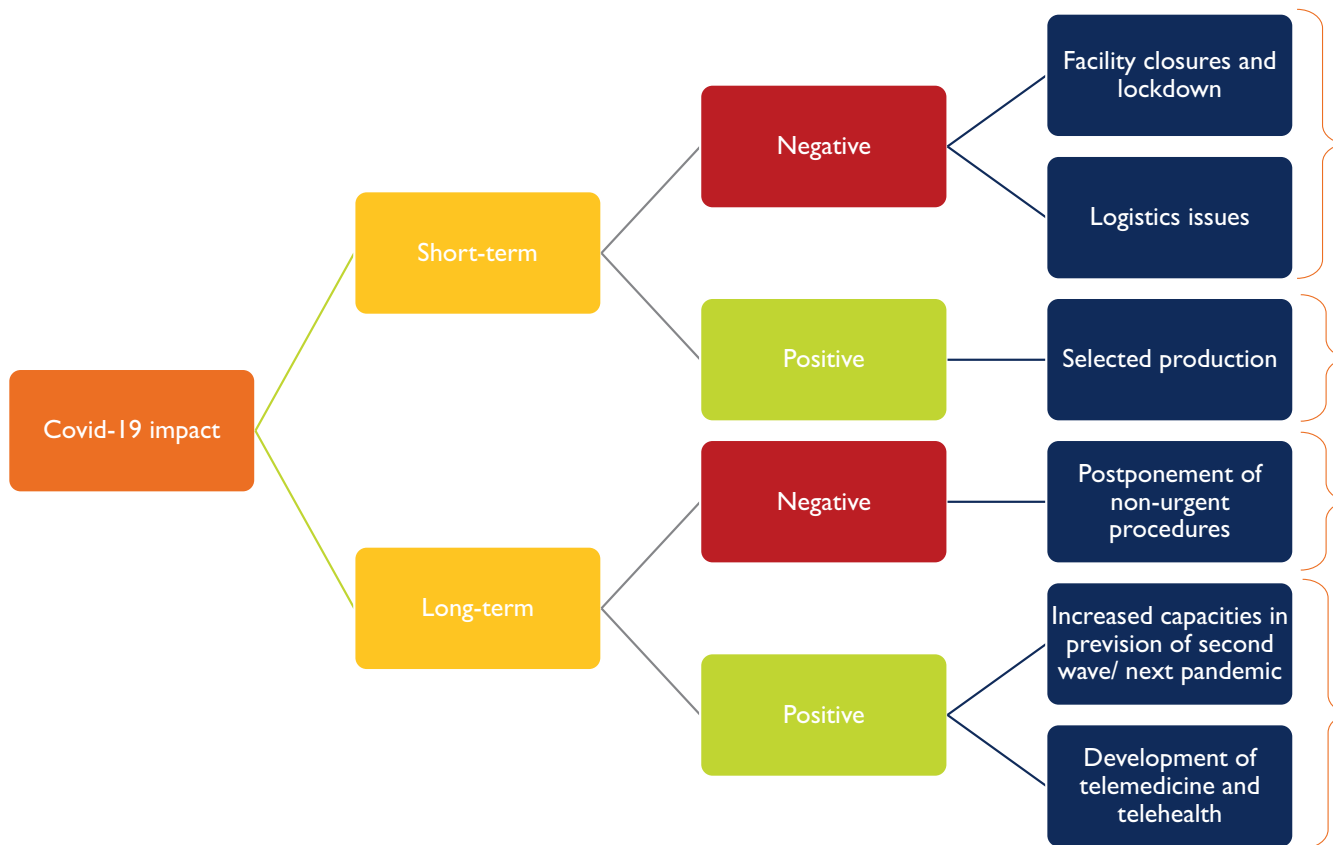 Covid-19 impact
Short-term
Negative
Facility closures and
lockdown
Logistics issues
Positive
Selected production
Long-term
Negative
Postponement of
non-urgent
procedures
Positive
Increased capacities in
prevision of second
wave/ next pandemic
Development of
telemedicine and
telehealth